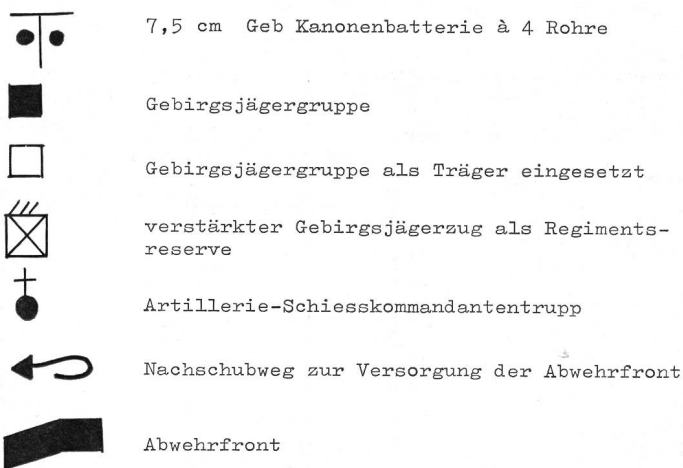 7,5 cm Geb Kanonenbatterie à 4 Rohre
Gebirgsjägergruppe
Gebirgsjägergruppe als Träger eingesetzt
verstärkter Gebirgsjägerzug als Regiments-
reserve
Artillerie-Schiesskommandantentrupp
Nachschubweg zur Versorgung der Abwehrfront
Abwehrfront